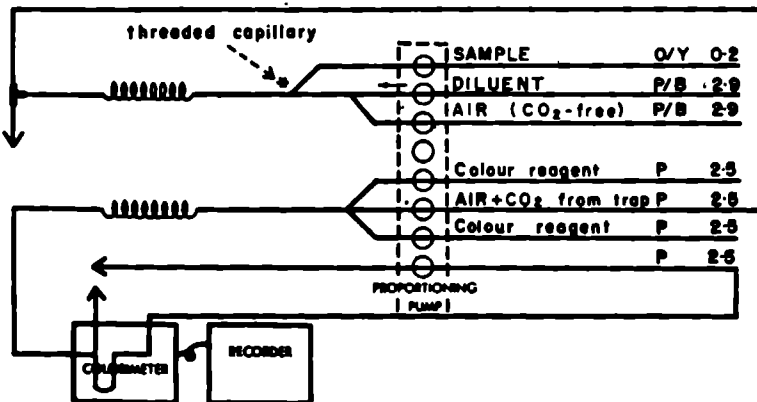 threaded capillary
SAMPLE O/Y 0·2
DILUENT P/B 2·9
AIR (CO2-free) P/B 2·9
Colour reagent P 2·5
AIR+CO2 from trap P 2·5
Colour reagent P 2·5
P 2·5
PROPORTIONING
PUMP
COLORIMETER
RECORDER